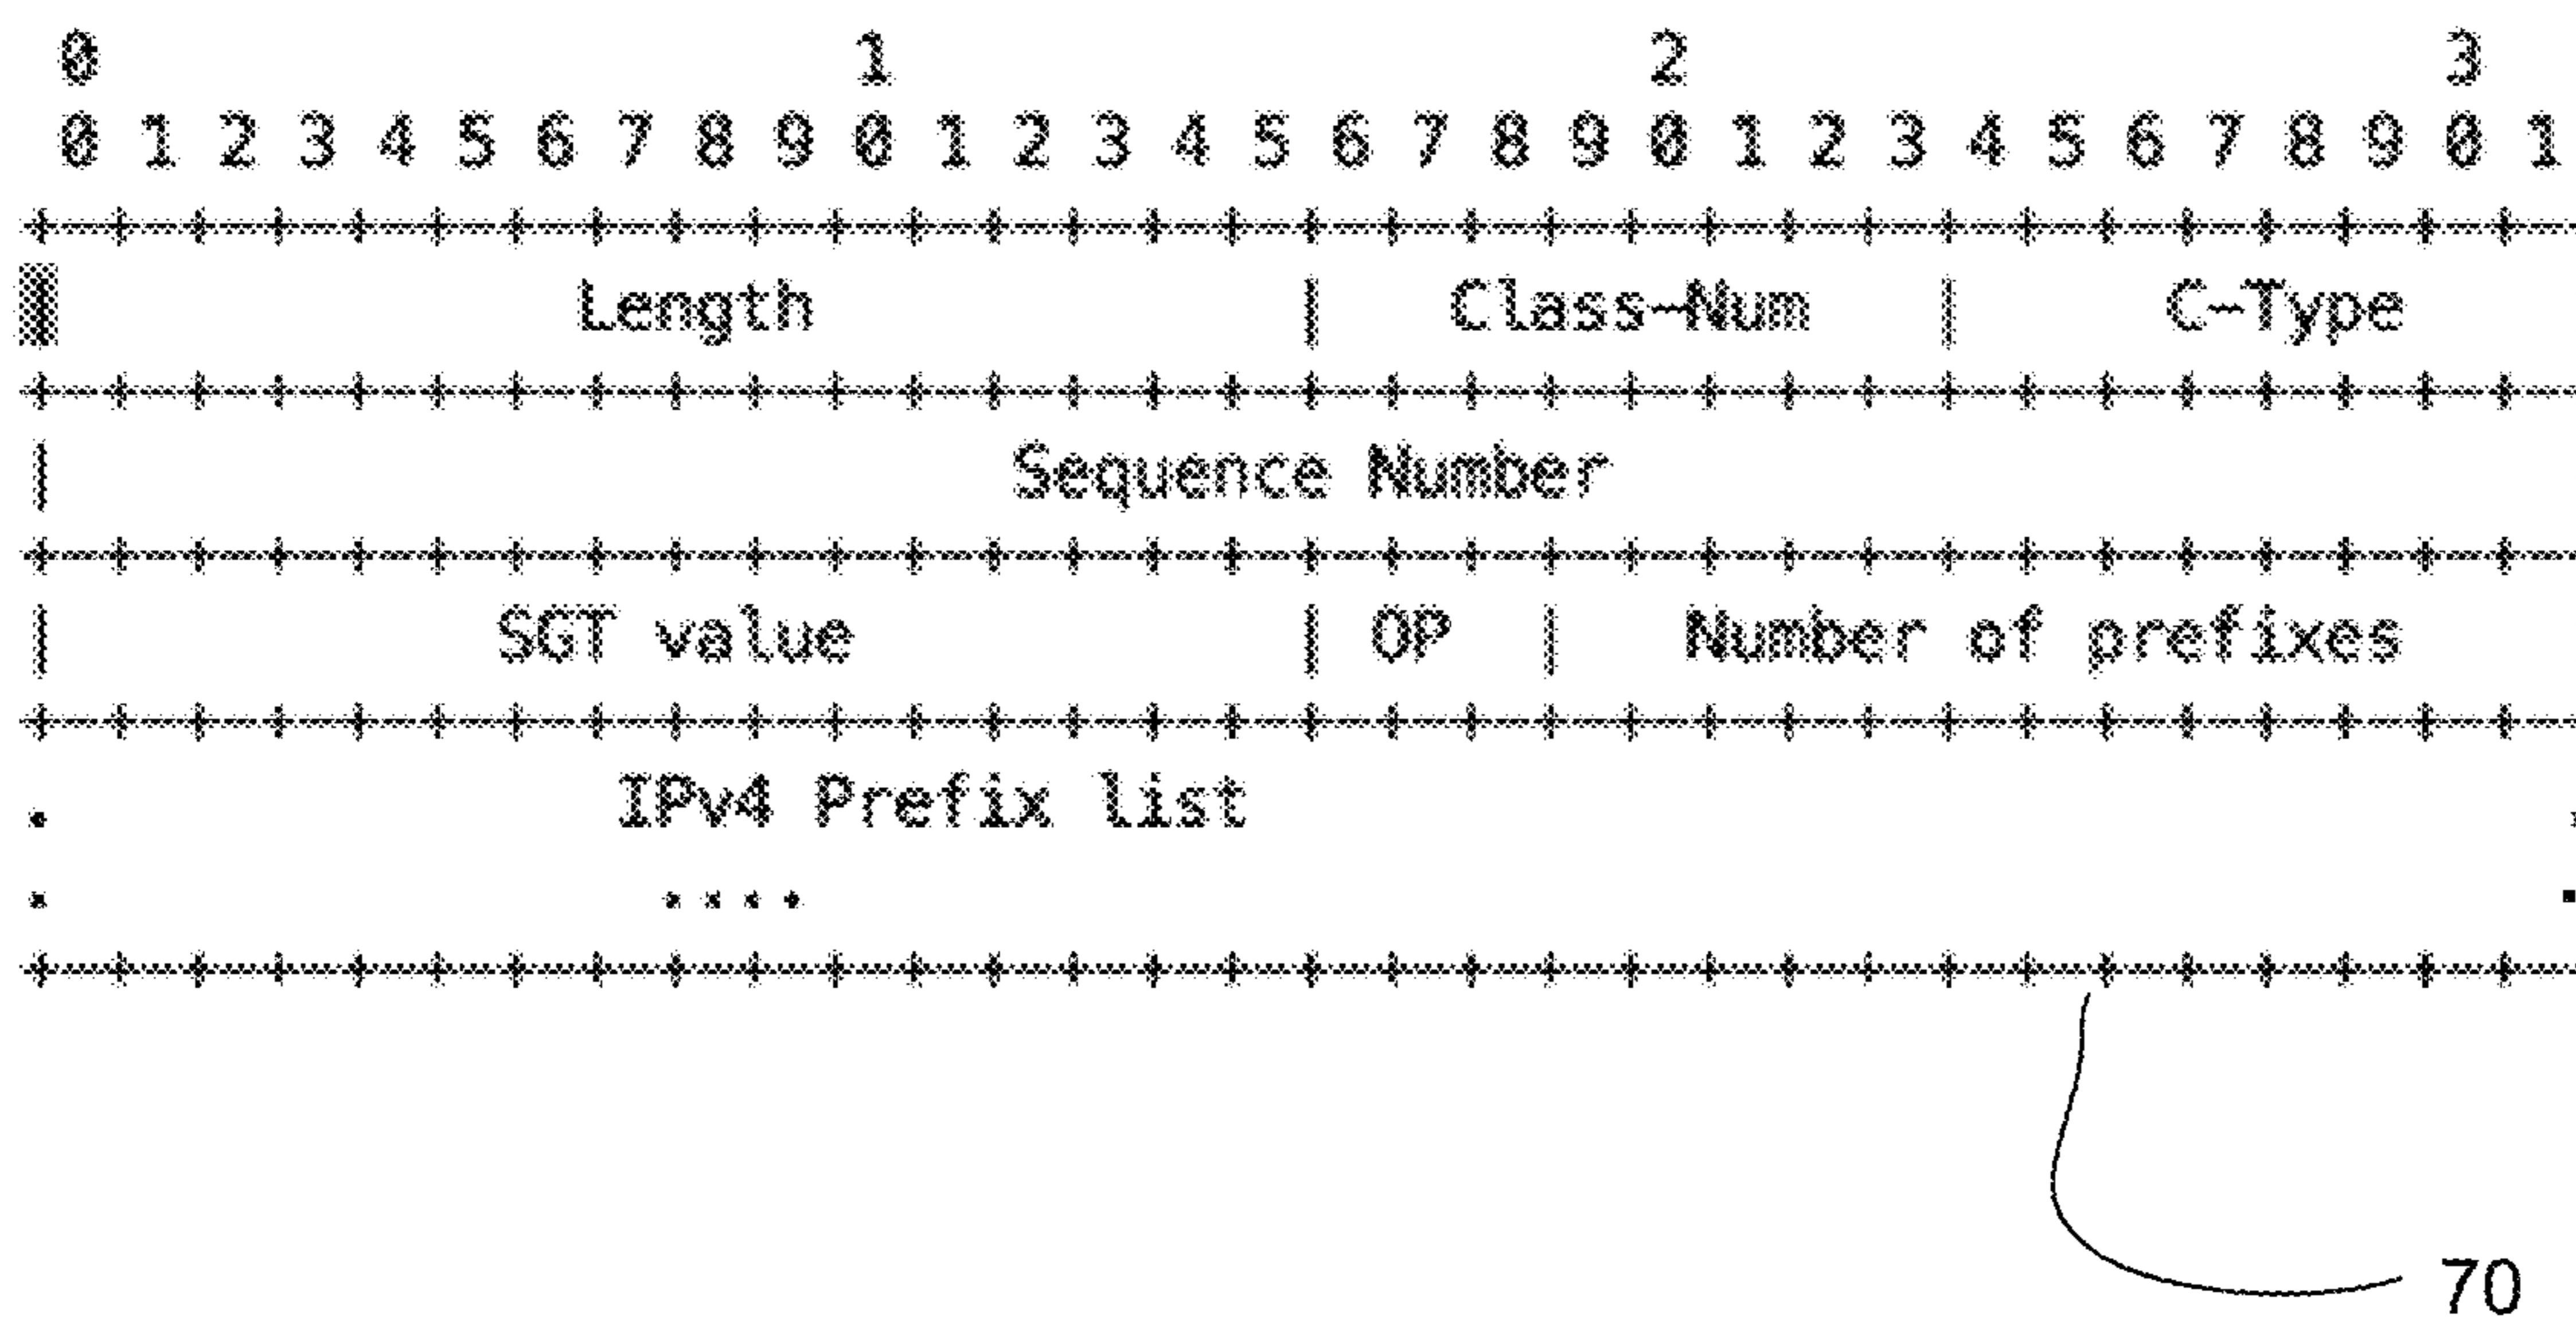 0 1 2 3
0 1 2 3 4 5 6 7 8 9 0 1 2 3 4 5 6 7 8 9 0 1 2 3 4 5 6 7 8 9 0 1
+-+-+-+-+-+-+-+-+-+-+-+-+-+-+-+-+-+-+-+-+-+-+-+-+-+-+-+-+-+-+-+-
| Length | Class-Num | C-Type
+-+-+-+-+-+-+-+-+-+-+-+-+-+-+-+-+-+-+-+-+-+-+-+-+-+-+-+-+-+-+-+-
| Sequence Number
+-+-+-+-+-+-+-+-+-+-+-+-+-+-+-+-+-+-+-+-+-+-+-+-+-+-+-+-+-+-+-+-
| SGT value | OP | Number of prefixes
+-+-+-+-+-+-+-+-+-+-+-+-+-+-+-+-+-+-+-+-+-+-+-+-+-+-+-+-+-+-+-+-
. IPv4 Prefix list .
. .... .
+-+-+-+-+-+-+-+-+-+-+-+-+-+-+-+-+-+-+-+-+-+-+-+-+-+-+-+-+-+-+-+-
70